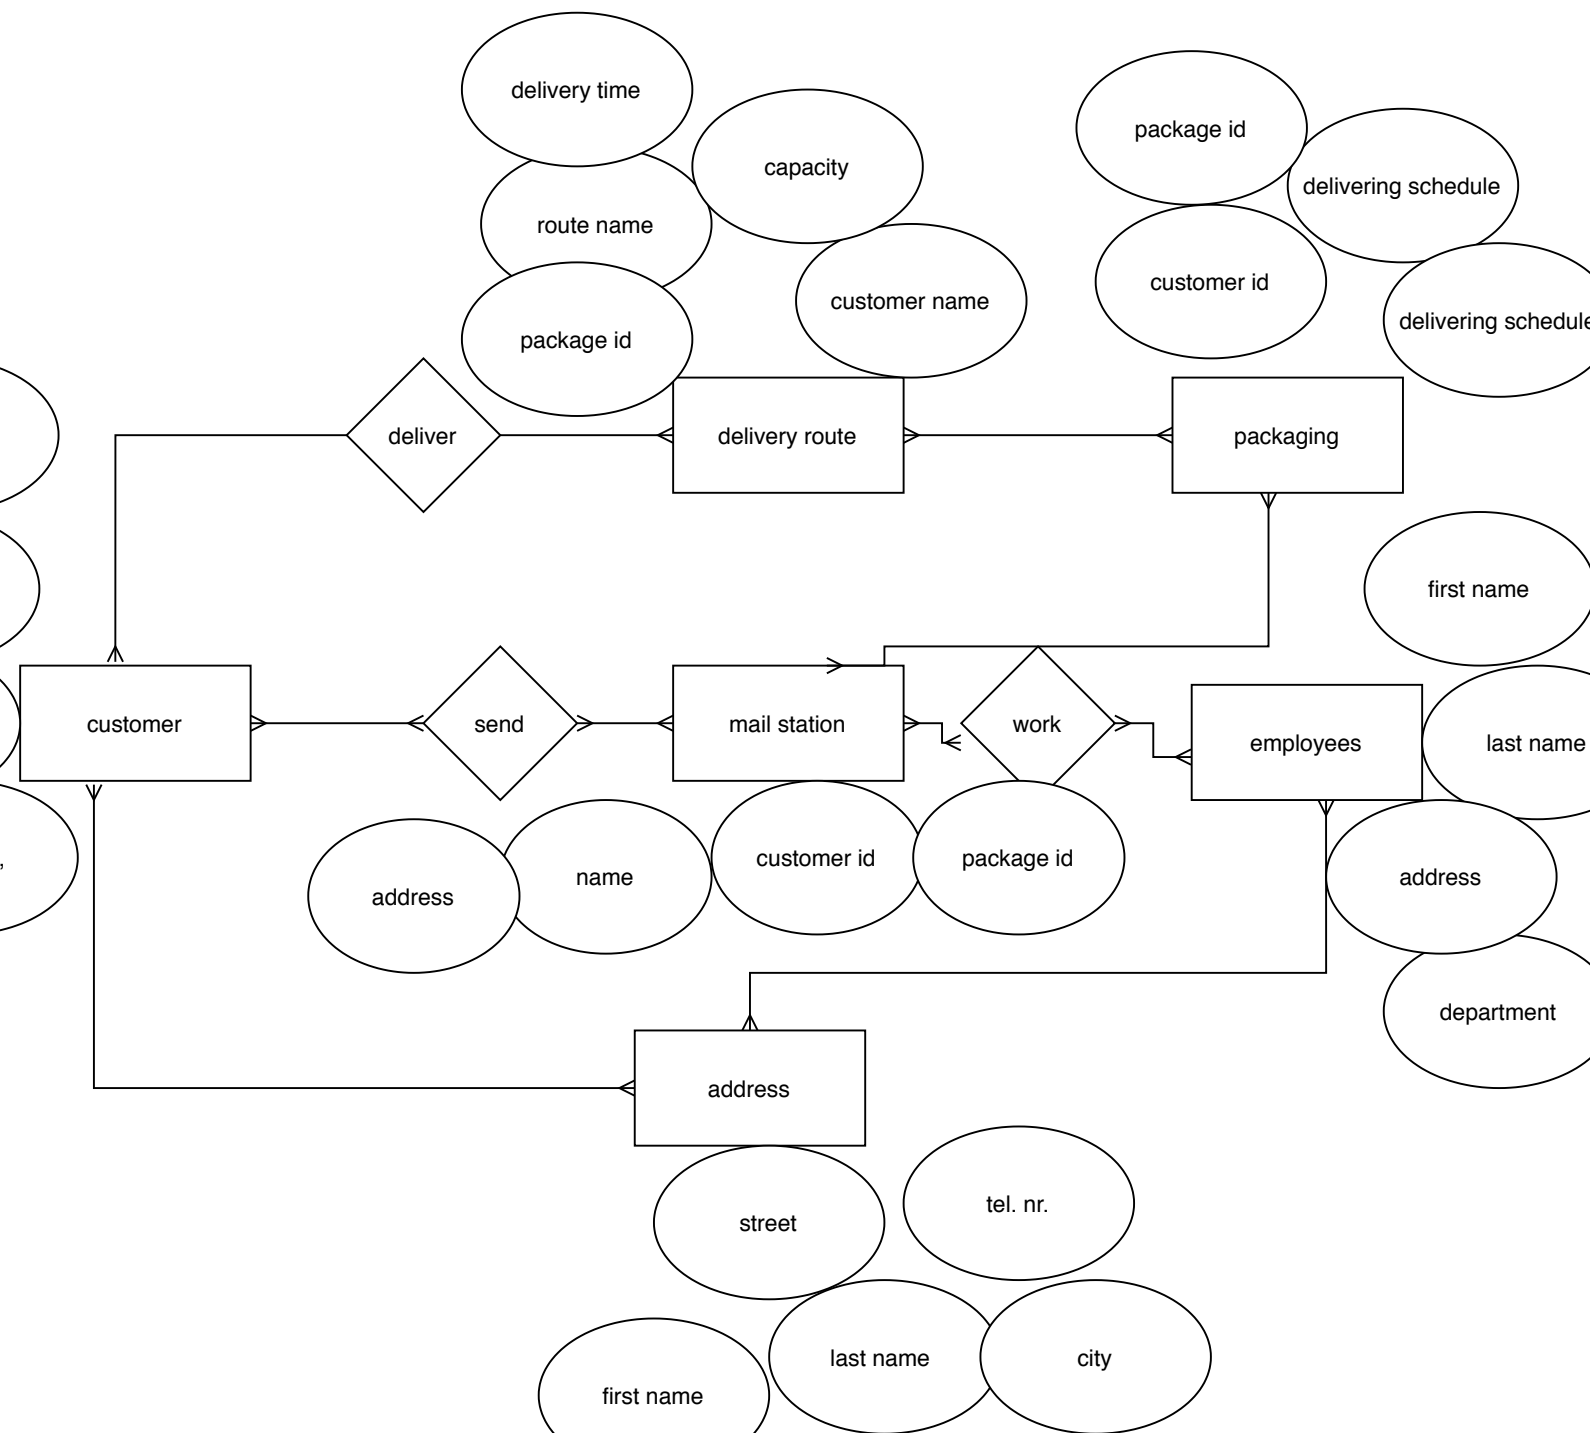 delivery time
package id
capacity
delivering schedule
route name
customer id
customer name
delivering schedule
package id
deliver
delivery route
packaging
first name
customer
send
mail station
work
employees
last name
,
customer id
package id
name
address
address
department
address
street
tel. nr.
last name
city
first name